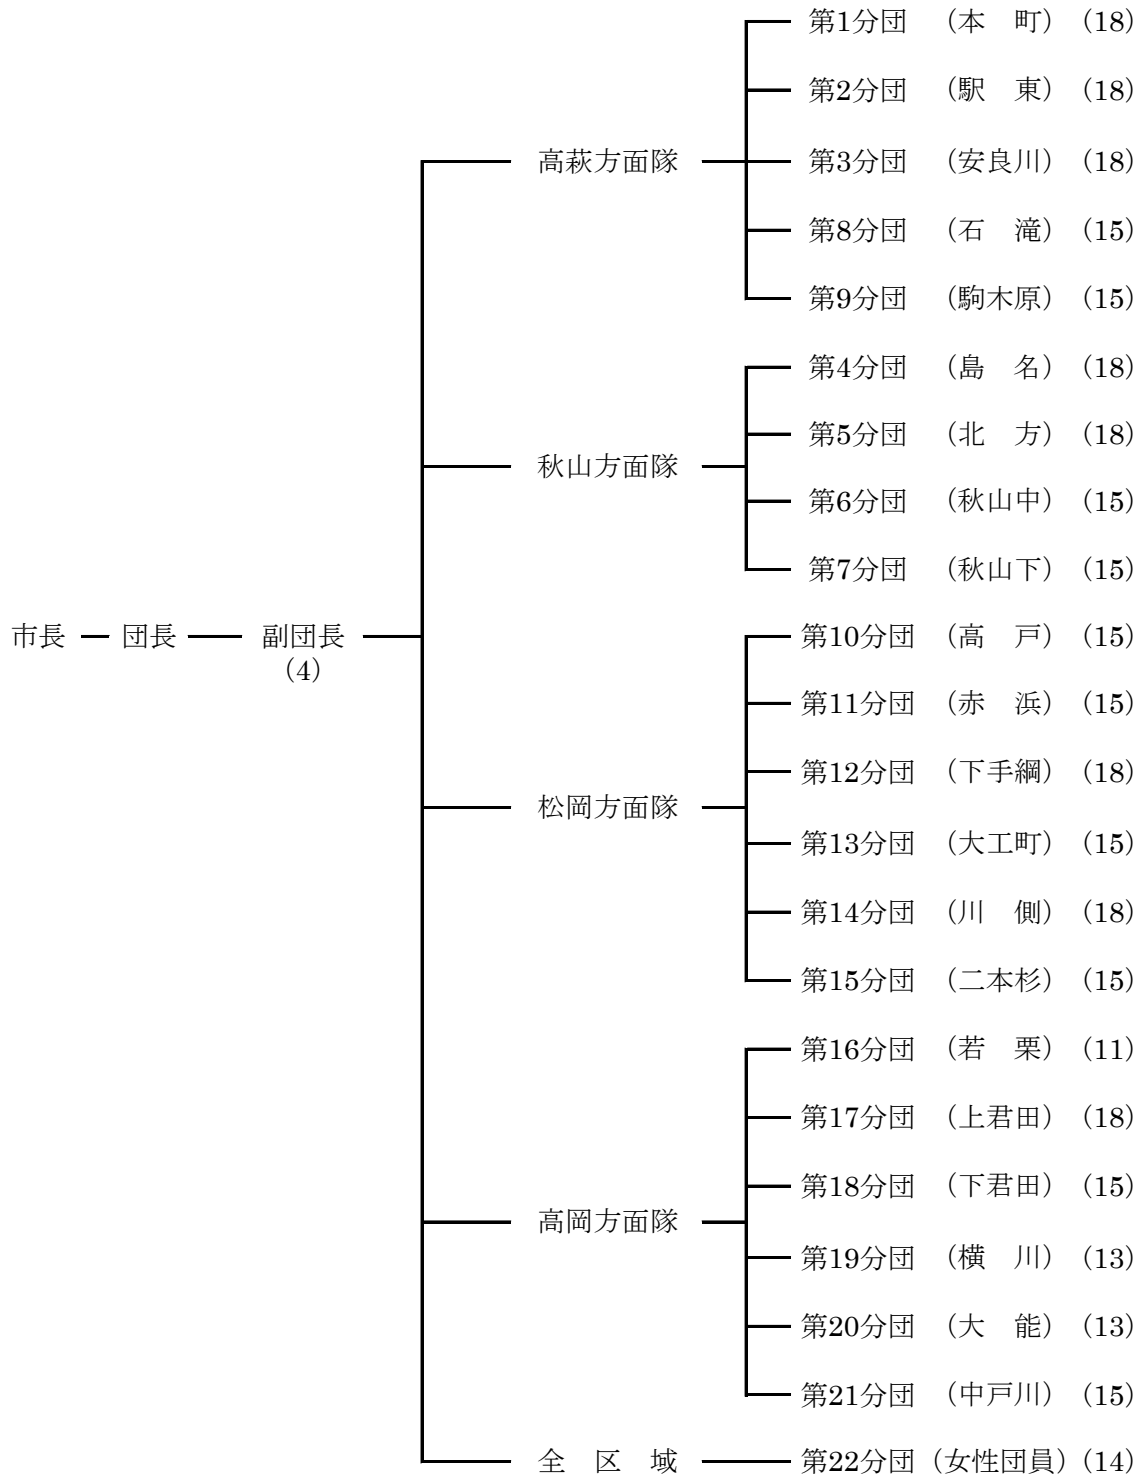 第1分団 （本　町） (18)
第2分団 （駅　東） (18)
高萩方面隊 第3分団 （安良川） (18)
第8分団 （石　滝） (15)
第9分団 （駒木原） (15)
第4分団 （島　名） (18)
第5分団 （北　方） (18)
秋山方面隊
第6分団 （秋山中） (15)
第7分団 （秋山下） (15)
市長 団長 副団長 第10分団 （高　戸） (15)
(4)
第11分団 （赤　浜） (15)
第12分団 （下手綱） (18)
松岡方面隊
第13分団 （大工町） (15)
第14分団 （川　側） (18)
第15分団 （二本杉） (15)
第16分団 （若　栗） (11)
第17分団 （上君田） (18)
第18分団 （下君田） (15)
高岡方面隊
第19分団 （横　川） (13)
第20分団 （大　能） (13)
第21分団 （中戸川） (15)
全　区　域 第22分団 （女性団員） (14)